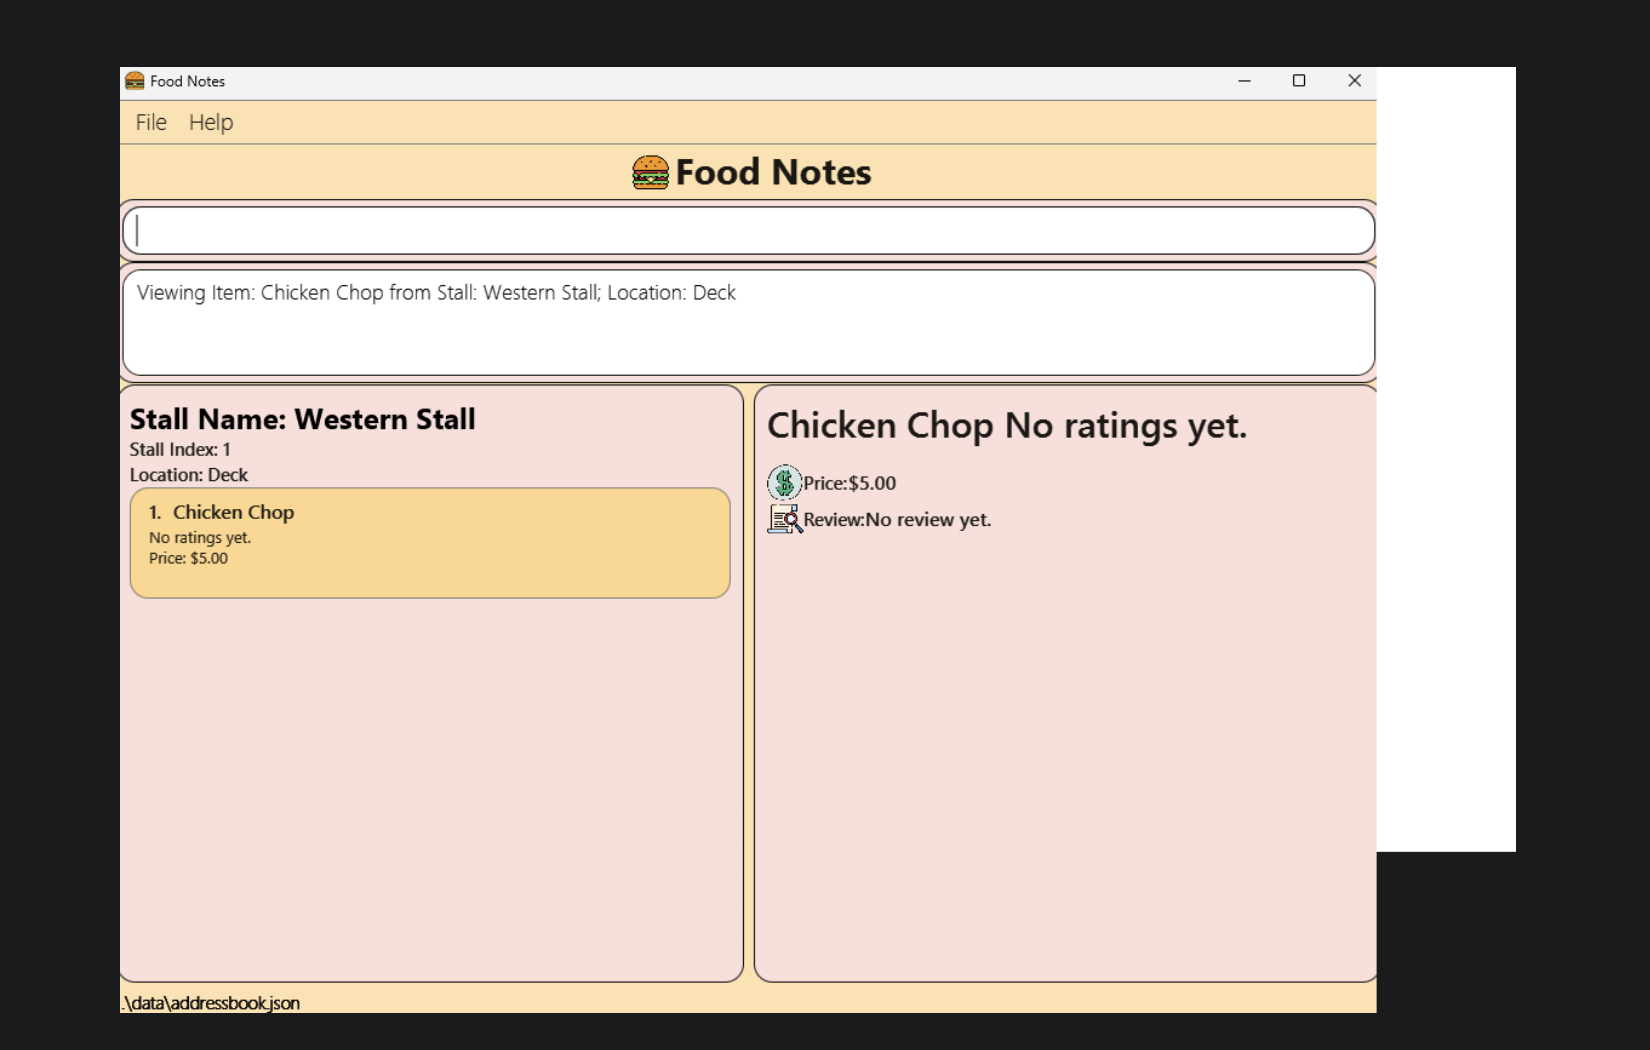 Food Notes
File Help
Food Notes
Viewing Item: Chicken Chop from Stall: Western Stall; Location: Deck
Stall Name: Western Stall
Stall Index: 1
Location: Deck
1. Chicken Chop
No ratings yet.
Price: $5.00
Chicken Chop No ratings yet.
Price:$5.00
Review:No review yet.
.\data\addressbook.json